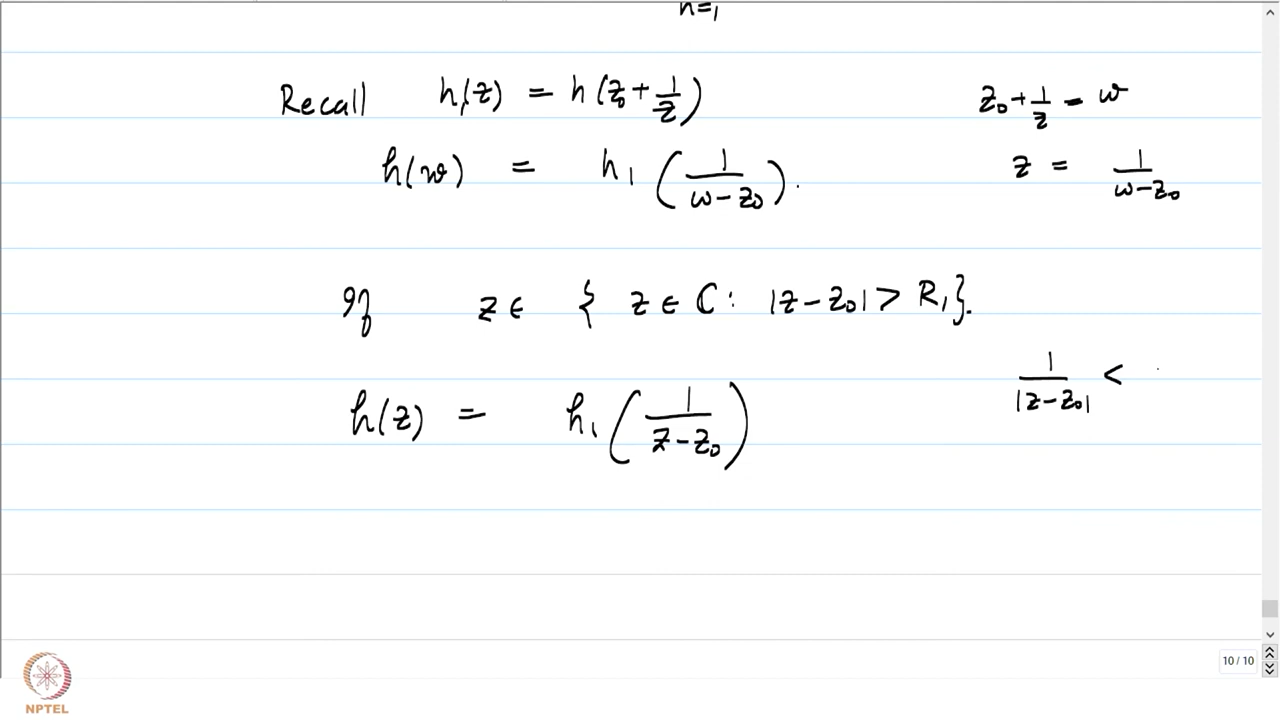 n=1
Recall h₁(z) = h(z₀ + 1/z) z₀ + 1/z = w
h(w) = h₁(1/(w-z₀)). z = 1/(w-z₀)
If z ∈ { z ∈ ℂ : |z-z₀| > R₁}.
1/|z-z₀| <
h(z) = h₁(1/(z-z₀))
10 / 10
NPTEL